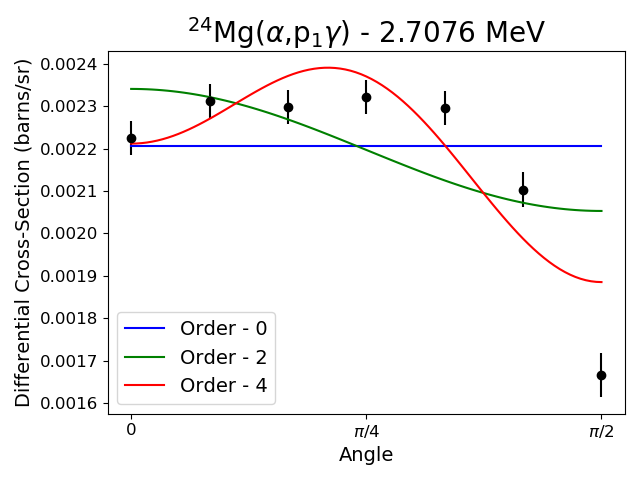 ²⁴Mg(α,p₁γ) - 2.7076 MeV
Differential Cross-Section (barns/sr)
0.0024
0.0023
0.0022
0.0021
0.0020
0.0019
0.0018
0.0017
0.0016
Order - 0
Order - 2
Order - 4
0 π/4 π/2
Angle